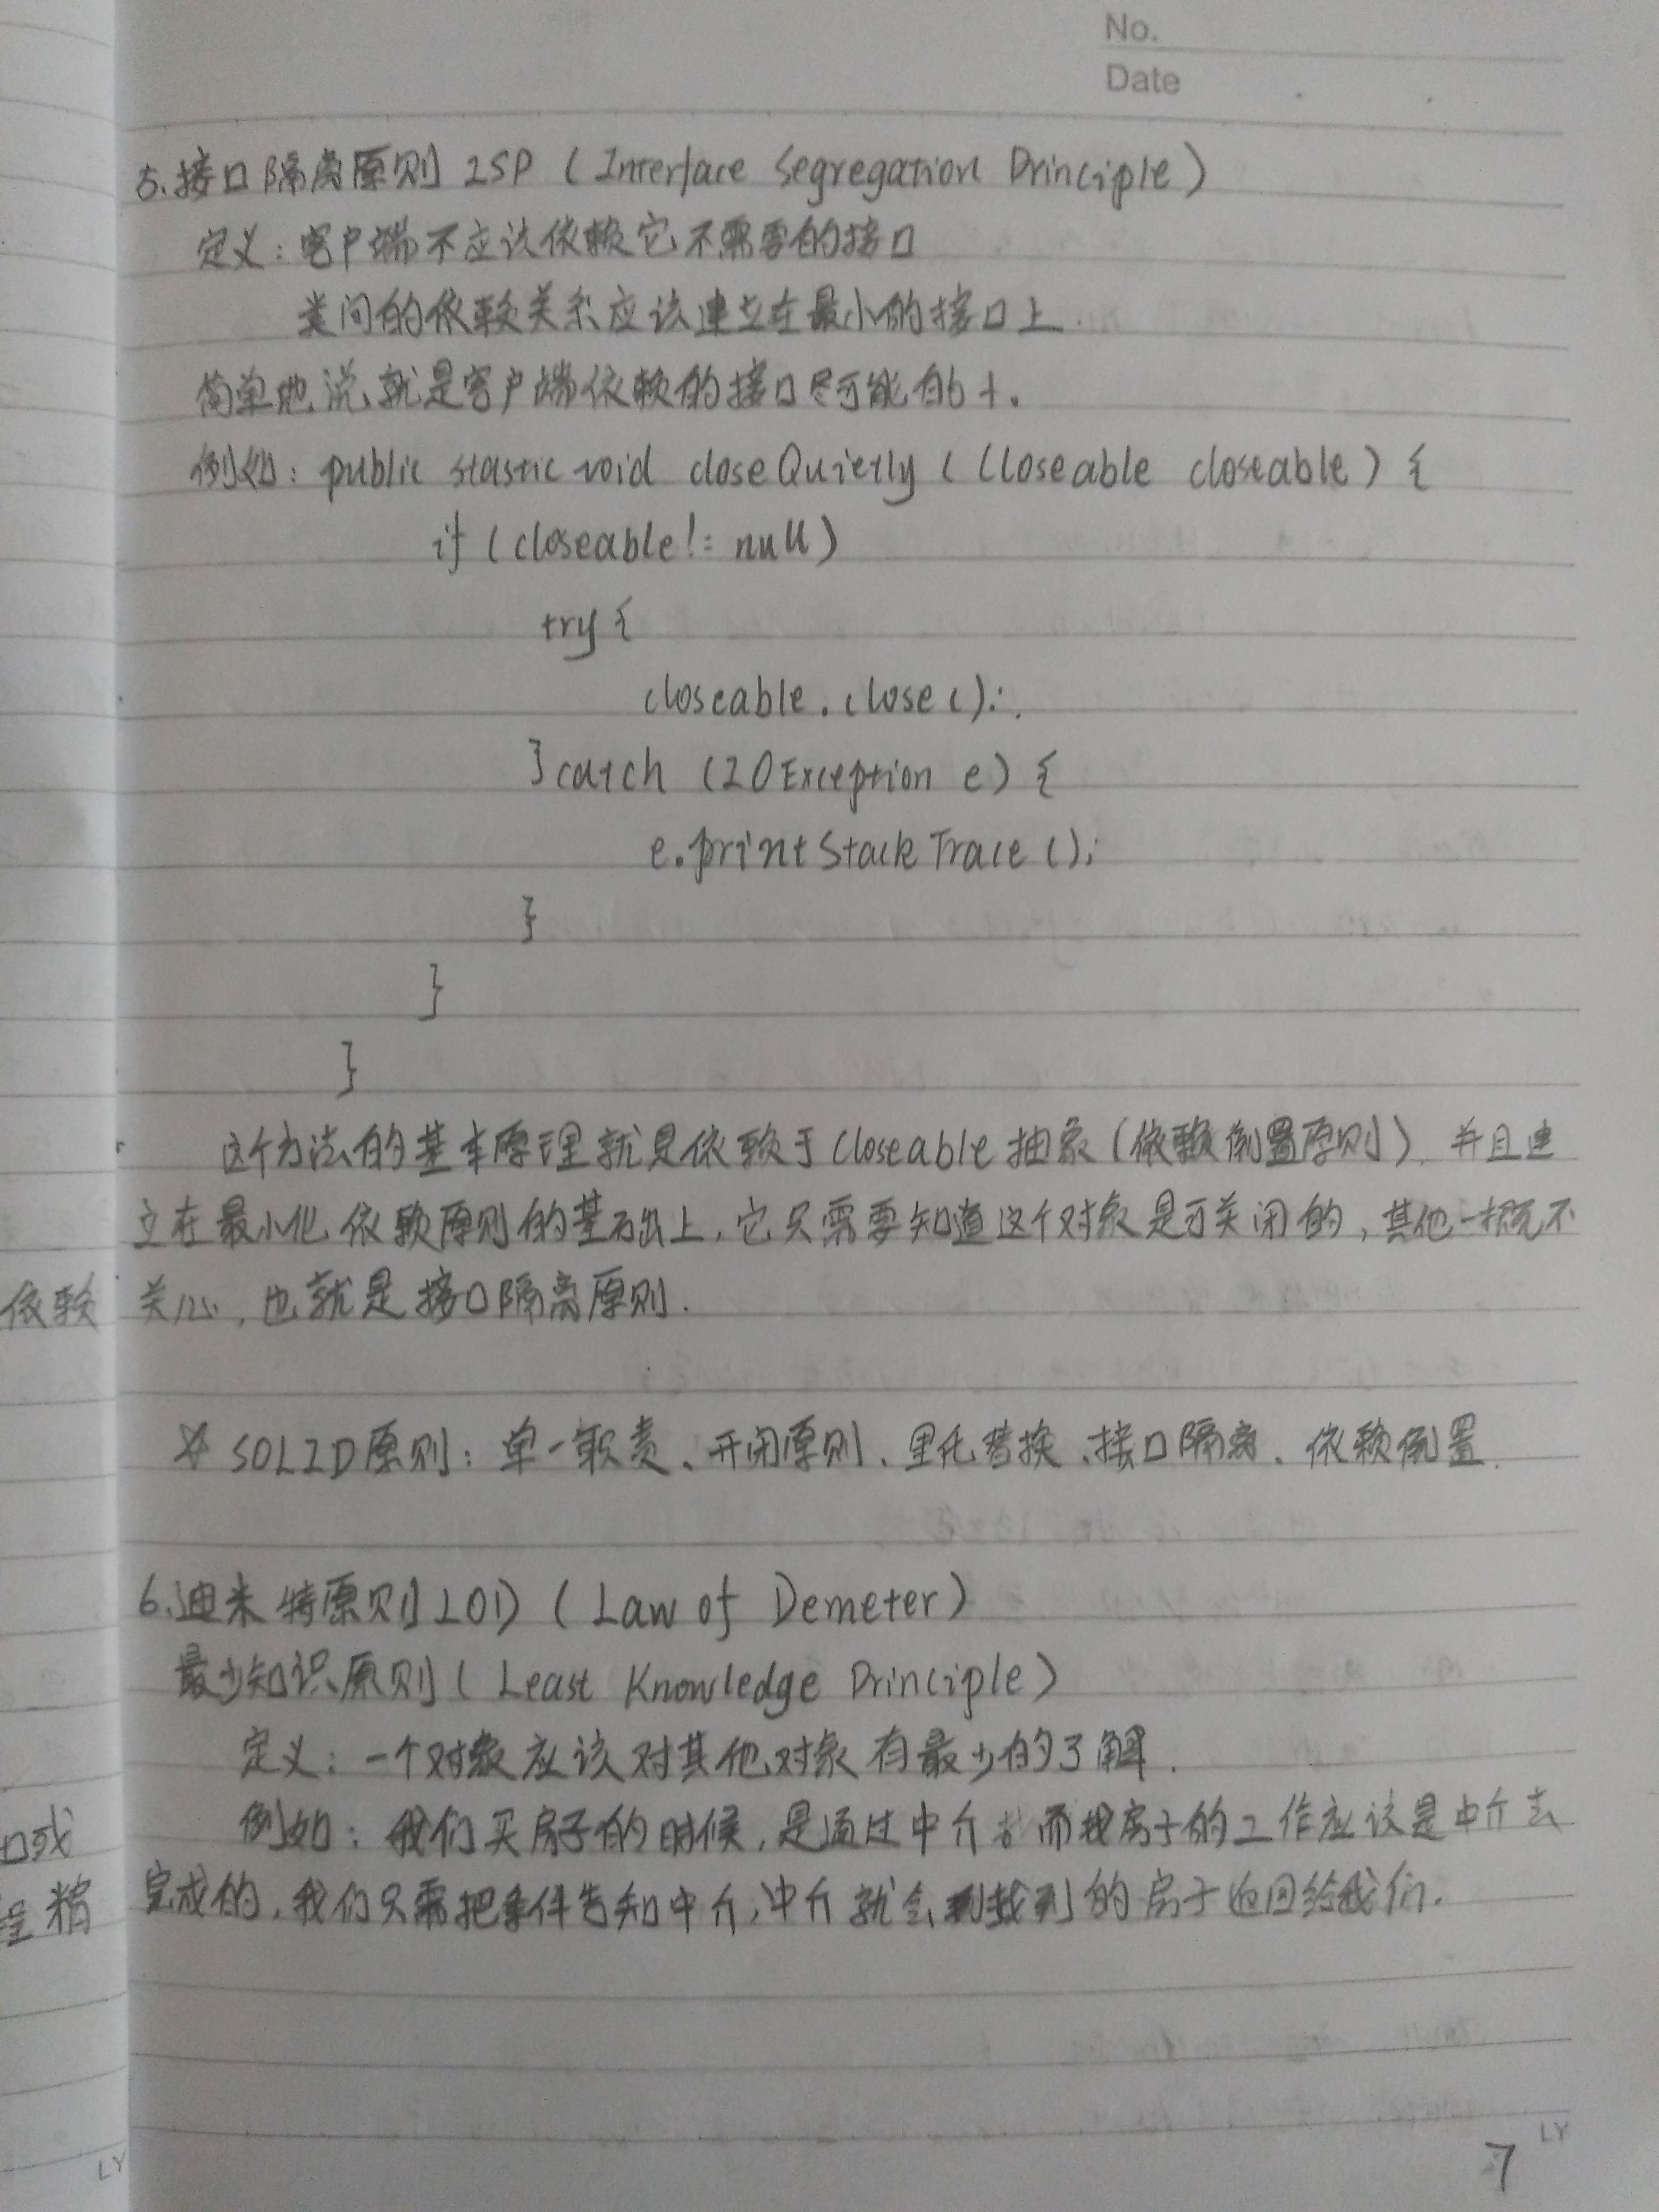 No.
Date
5.接口隔离原则 ISP (Interface Segregation Principle)
定义:客户端不应该依赖它不需要的接口
类间的依赖关系应该建立在最小的接口上.
简单地说,就是客户端依赖的接口尽可能的小.
例如: public stastic void closeQuietly (Closeable closeable) {
if (closeable != null)
try {
closeable.close();
}catch (IOException e) {
e.printStackTrace();
}
}
}
这个方法的基本原理就是依赖于Closeable抽象(依赖倒置原则),并且建
立在最小化依赖原则的基础上,它只需要知道这个对象是可关闭的,其他一概不
依赖 关心,也就是接口隔离原则.
※ SOLID原则: 单一职责、开闭原则、里氏替换、接口隔离、依赖倒置.
6.迪米特原则LOD (Law of Demeter)
最少知识原则(Least Knowledge Principle)
定义:一个对象应该对其他对象有最少的了解.
例如:我们买房子的时候,是通过中介 而找房子的工作应该是中介去
口或
完成的,我们只需把条件告知中介,中介就会 找到的房子返回给我们.
程 精
LY
LY
7